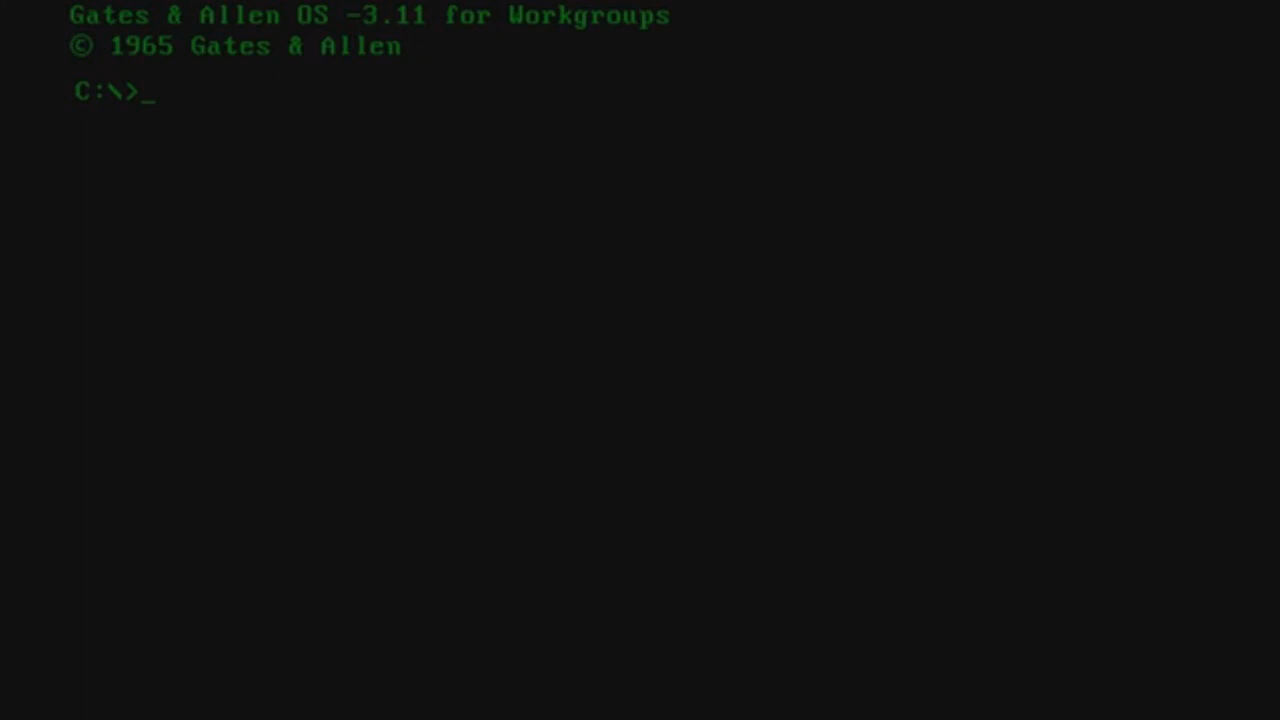 Gates & Allen OS -3.11 for Workgroups
© 1965 Gates & Allen
C:\>_